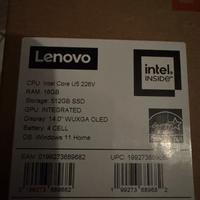 Lenovo
intel
INSIDE
CPU: Intel Core U5 226V
RAM: 16GB
Storage: 512GB SSD
GPU: INTEGRATED
Display: 14.0" WUXGA OLED
Battery: 4 CELL
OS: Windows 11 Home
EAN: 0199273689682
UPC: 19927368968